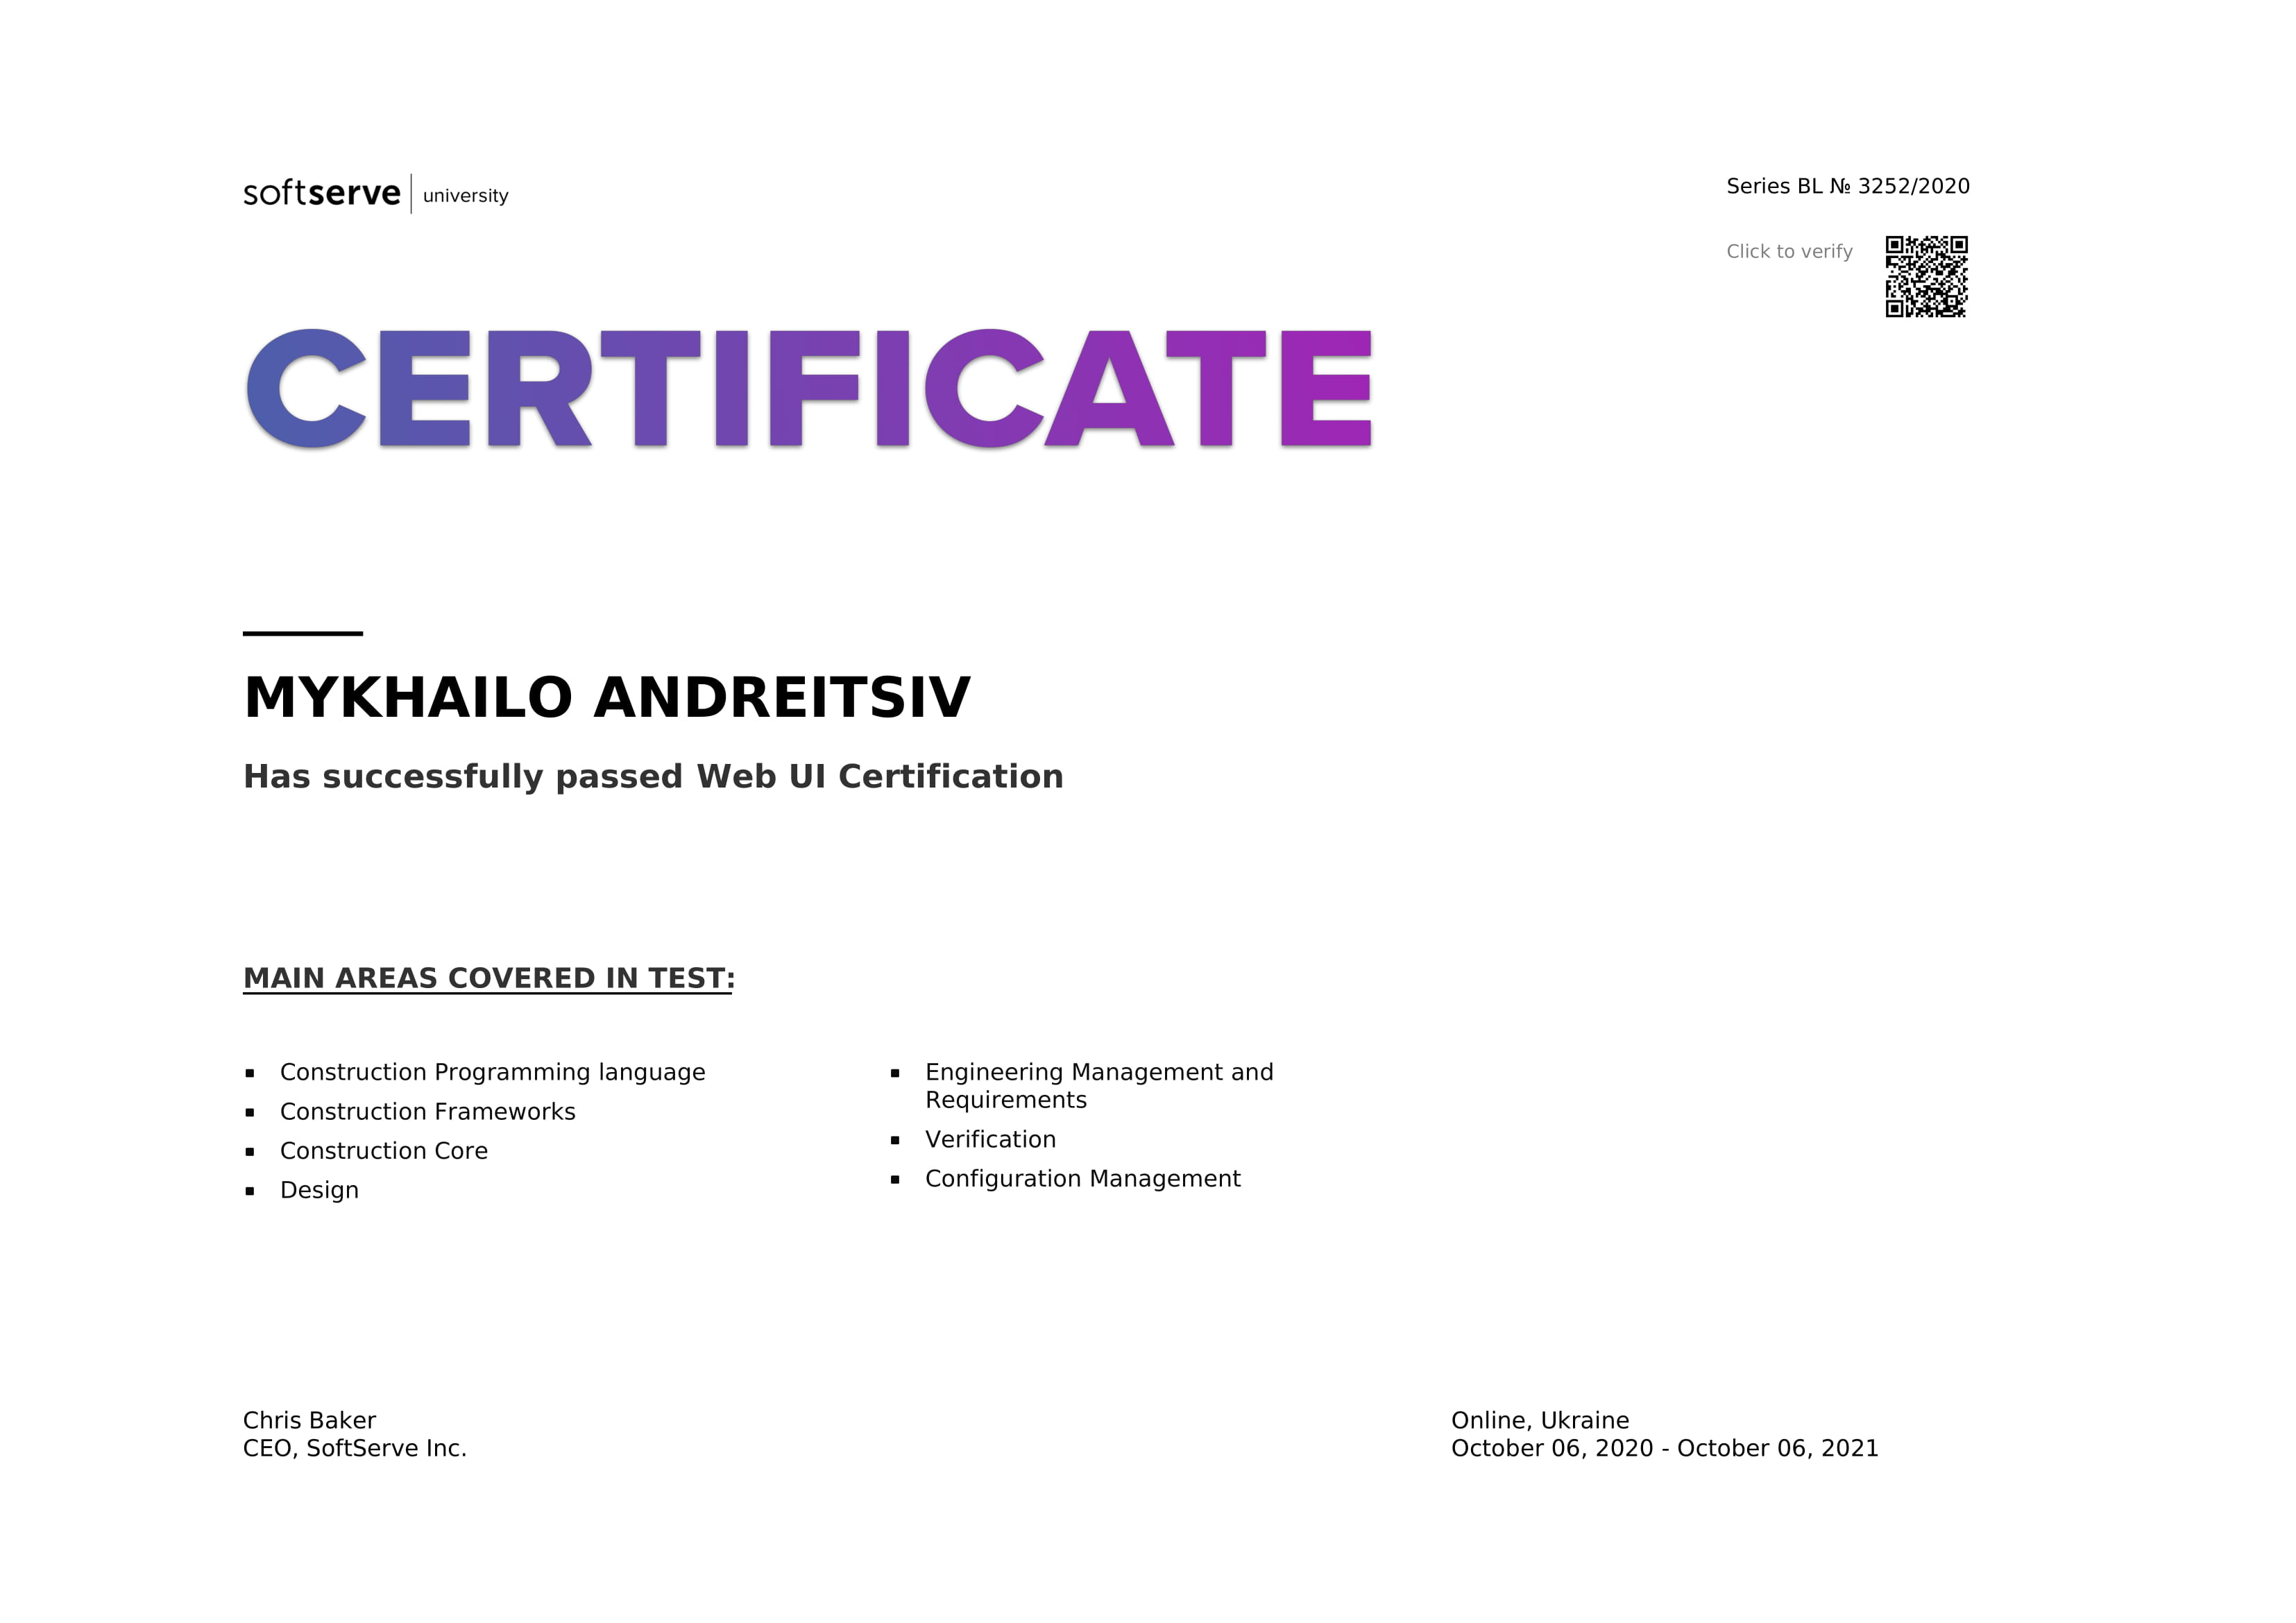 softserve | university
Series BL № 3252/2020
Click to verify
CERTIFICATE
MYKHAILO ANDREITSIV
Has successfully passed Web UI Certification
MAIN AREAS COVERED IN TEST:
▪ Construction Programming language
▪ Construction Frameworks
▪ Construction Core
▪ Design
▪ Engineering Management and
Requirements
▪ Verification
▪ Configuration Management
Chris Baker
CEO, SoftServe Inc.
Online, Ukraine
October 06, 2020 - October 06, 2021